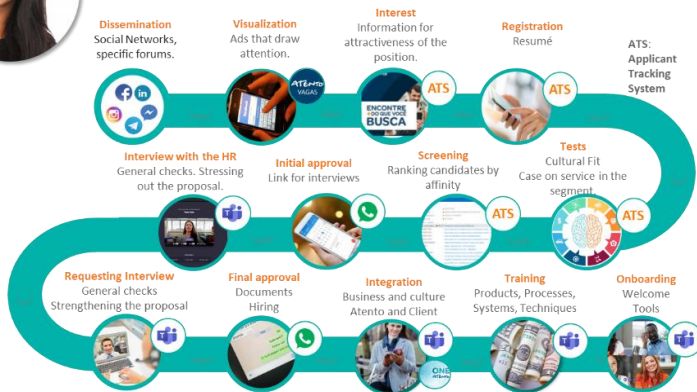 Dissemination
Social Networks,
specific forums.
Visualization
Ads that draw
attention.
Interest
Information for
attractiveness of the
position.
Registration
Resumé
ATS:
Applicant
Tracking
System
ATENTO
VAGAS
ATS
ENCONTRE
O QUE VOCÊ
BUSCA
ATS
Interview with the HR
General checks. Stressing
out the proposal.
Initial approval
Link for interviews
Screening
Ranking candidates by
affinity
Tests
Cultural Fit
Case on service in the
segment.
ATS
ATS
Requesting Interview
General checks
Strengthening the proposal
Final approval
Documents
Hiring
Integration
Business and culture
Atento and Client
Training
Products, Processes,
Systems, Techniques
Onboarding
Welcome
Tools
ONE
Atento